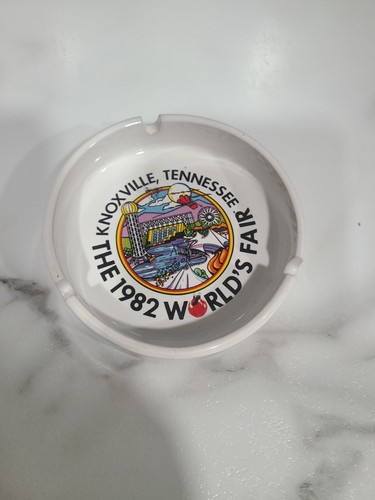 KNOXVILLE, TENNESSEE
THE 1982 WORLD'S FAIR